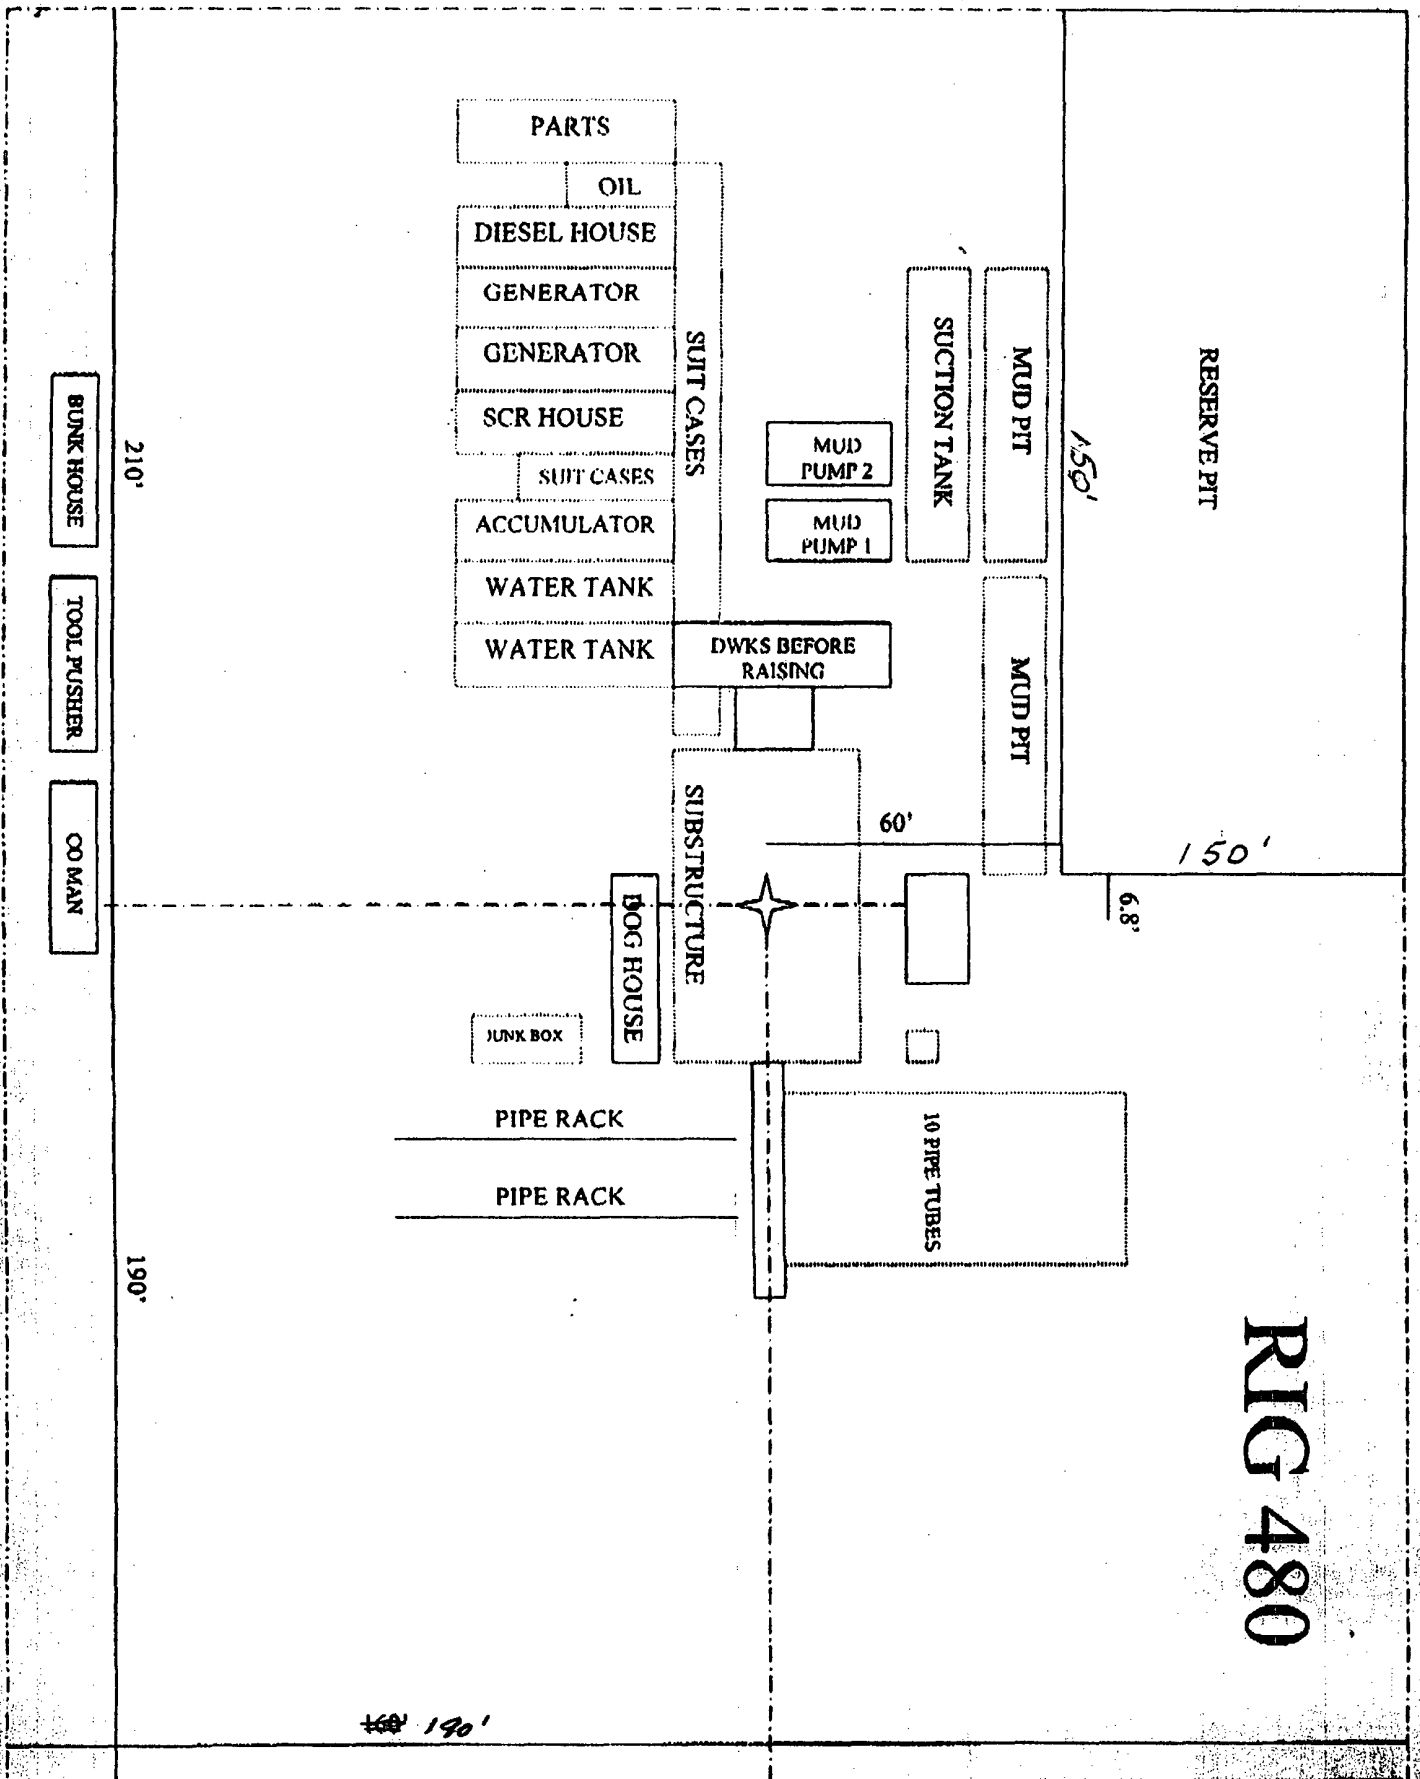 PARTS
OIL
DIESEL HOUSE
GENERATOR
GENERATOR
SCR HOUSE
SUIT CASES
ACCUMULATOR
WATER TANK
WATER TANK
SUIT CASES
MUD
PUMP 2
MUD
PUMP 1
DWKS BEFORE
RAISING
SUCTION TANK
MUD PIT
MUD PIT
RESERVE PIT
150'
150'
6.8'
60'
SUBSTRUCTURE
DOG HOUSE
JUNK BOX
PIPE RACK
PIPE RACK
10 PIPE TUBES
BUNK HOUSE
TOOL PUSHER
CO MAN
210'
190'
RIG 480
160' 190'